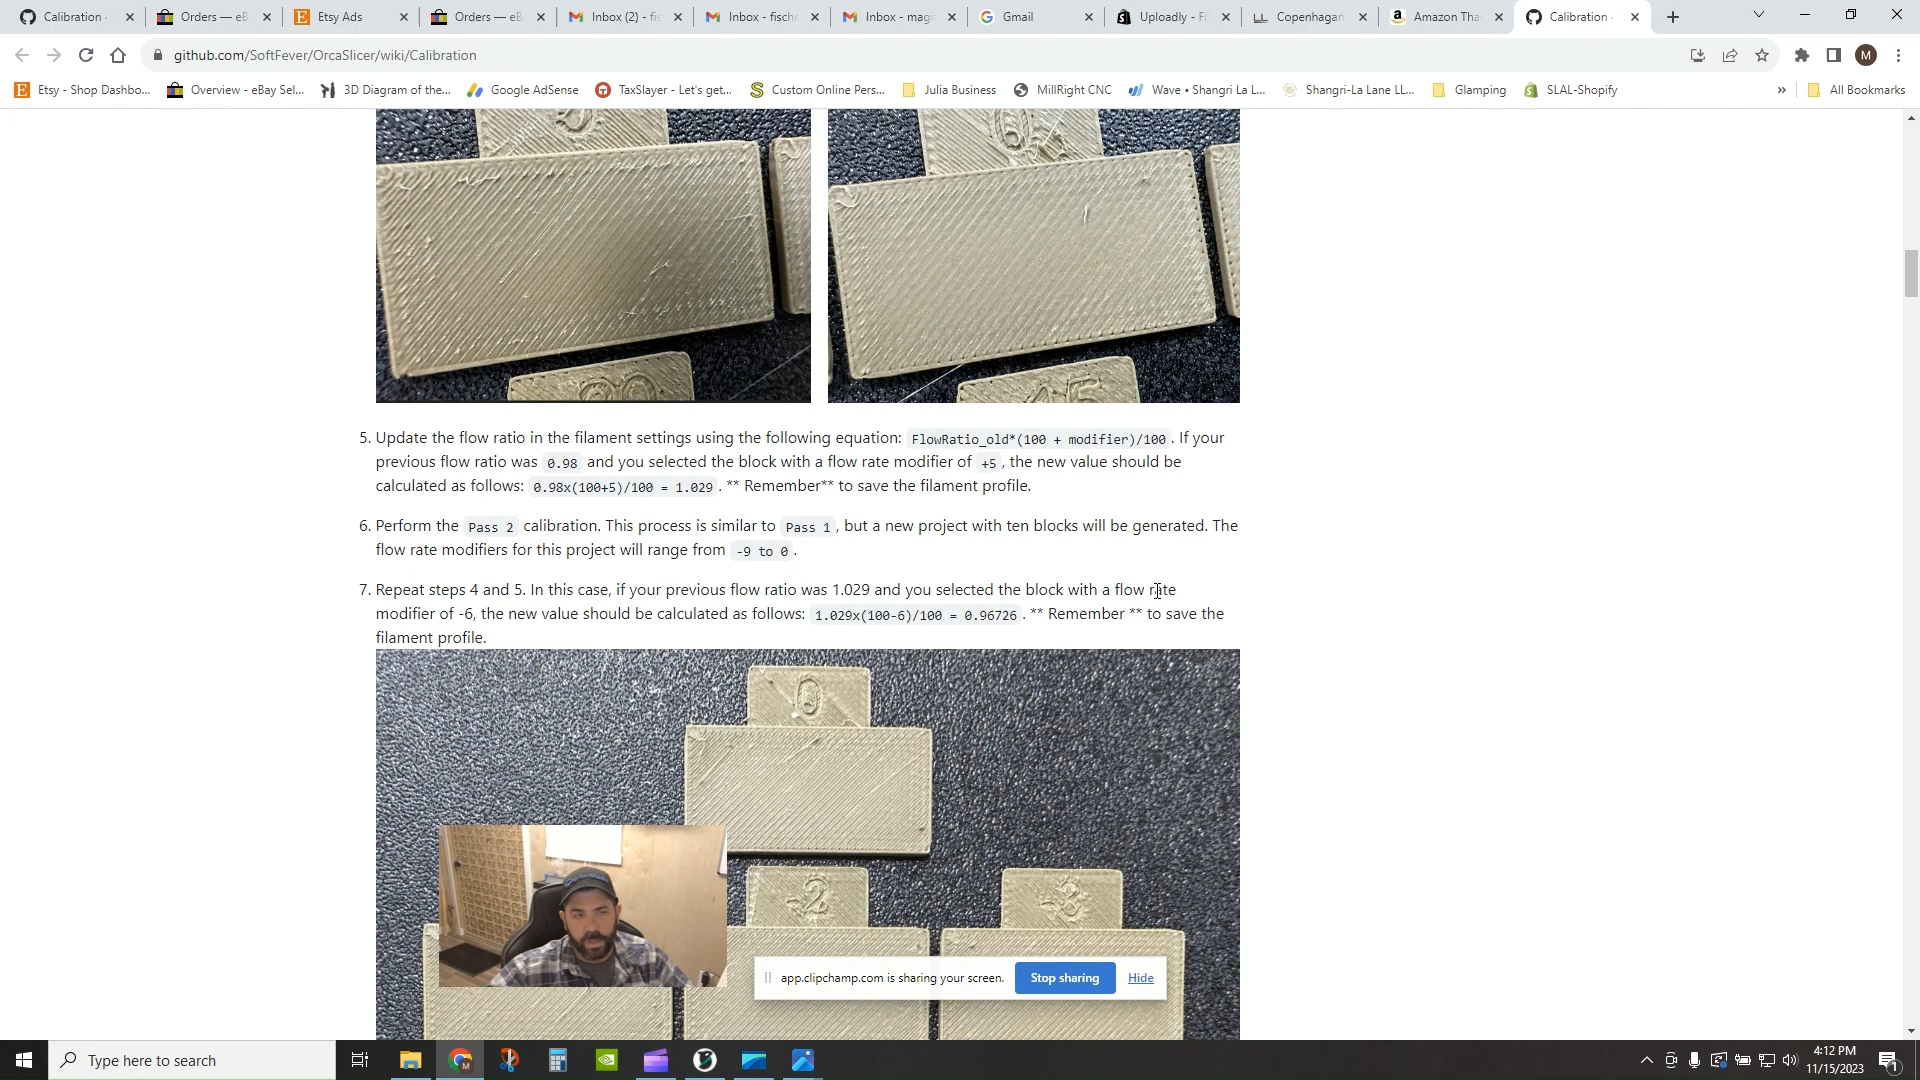 Calibration ·
Orders — eB
Etsy Ads
Orders — eB
Inbox (2) - fis
Inbox - fisch
Inbox - mag
Gmail
Uploadly - Fi
Copenhagan
Amazon Tha
Calibration ·
github.com/SoftFever/OrcaSlicer/wiki/Calibration
M
Etsy - Shop Dashbo...
Overview - eBay Sel...
3D Diagram of the...
Google AdSense
TaxSlayer - Let's get...
Custom Online Pers...
Julia Business
MillRight CNC
Wave • Shangri La L...
Shangri-La Lane LL...
Glamping
SLAL-Shopify
»
All Bookmarks
5. Update the flow ratio in the filament settings using the following equation: FlowRatio_old*(100 + modifier)/100 . If your
previous flow ratio was 0.98 and you selected the block with a flow rate modifier of +5 , the new value should be
calculated as follows: 0.98x(100+5)/100 = 1.029 . ** Remember** to save the filament profile.
6. Perform the Pass 2 calibration. This process is similar to Pass 1 , but a new project with ten blocks will be generated. The
flow rate modifiers for this project will range from -9 to 0 .
7. Repeat steps 4 and 5. In this case, if your previous flow ratio was 1.029 and you selected the block with a flow rate
modifier of -6, the new value should be calculated as follows: 1.029x(100-6)/100 = 0.96726 . ** Remember ** to save the
filament profile.
0
-2
-3
app.clipchamp.com is sharing your screen.
Stop sharing
Hide
Type here to search
4:12 PM
11/15/2023
1